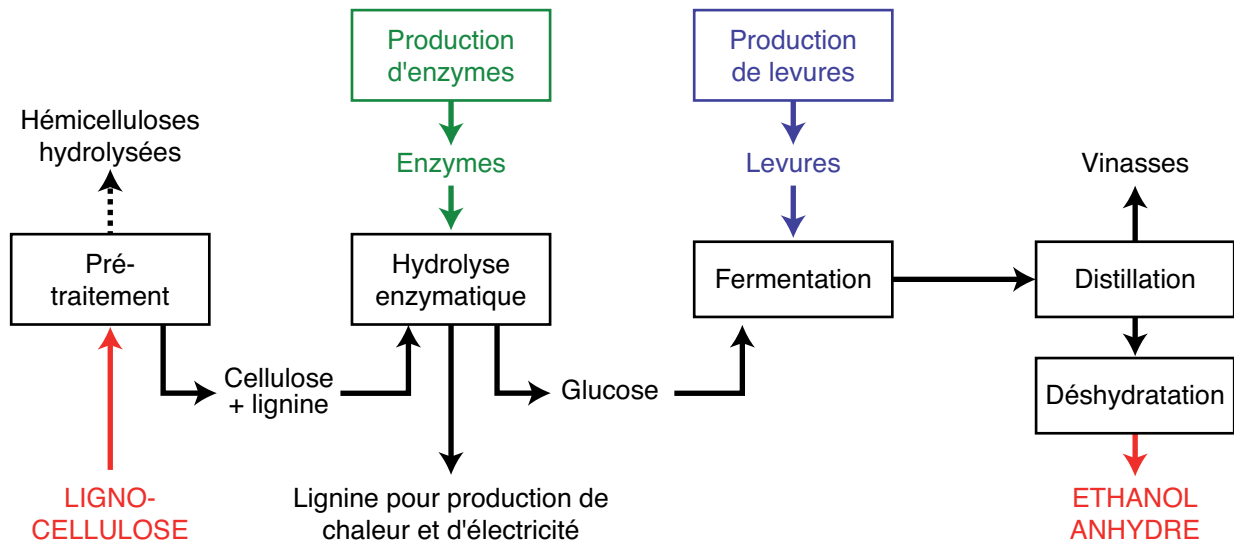 Production
d'enzymes
Production
de levures
Hémicelluloses
hydrolysées
Enzymes
Levures
Vinasses
Pré-
traitement
Hydrolyse
enzymatique
Fermentation
Distillation
Cellulose
+ lignine
Glucose
Déshydratation
LIGNO-
CELLULOSE
Lignine pour production de
chaleur et d'électricité
ETHANOL
ANHYDRE